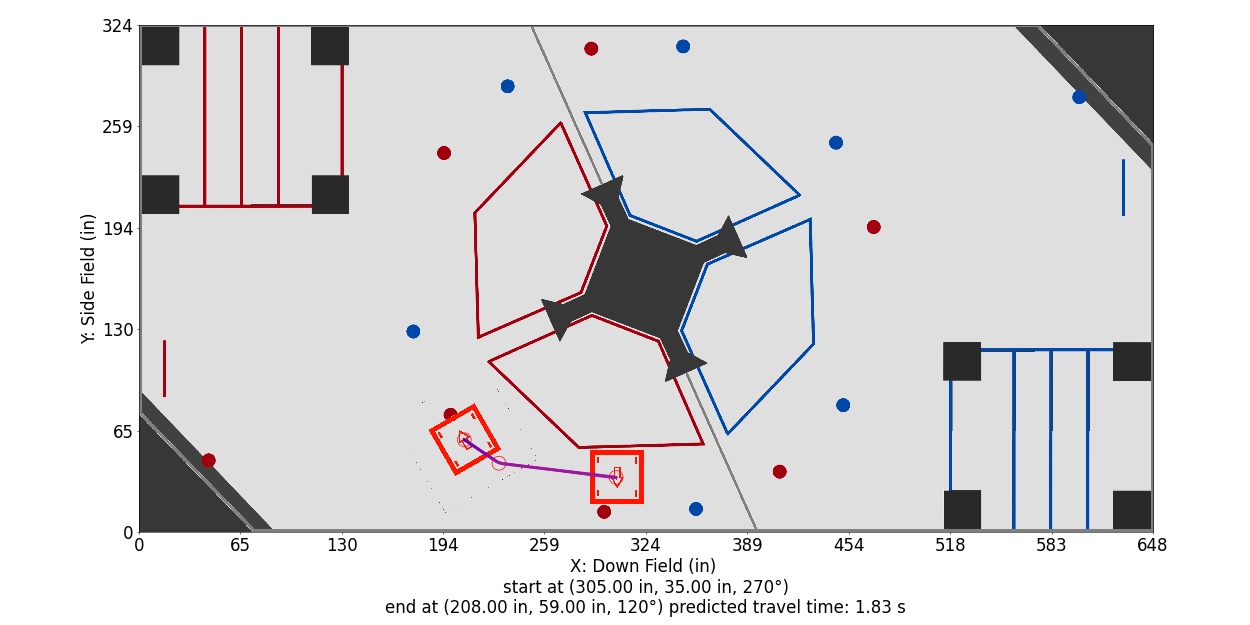 324
259
194
130
65
0
Y: Side Field (in)
0 65 130 194 259 324 389 454 518 583 648
X: Down Field (in)
start at (305.00 in, 35.00 in, 270°)
end at (208.00 in, 59.00 in, 120°) predicted travel time: 1.83 s